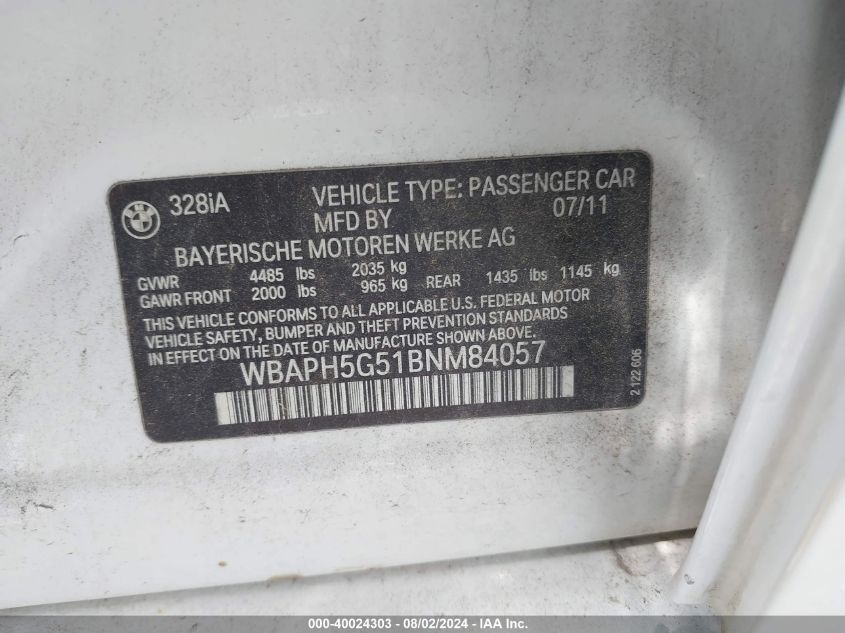 BMW
328iA VEHICLE TYPE: PASSENGER CAR
MFD BY 07/11
BAYERISCHE MOTOREN WERKE AG
GVWR 4485 lbs 2035 kg
GAWR FRONT 2000 lbs 965 kg REAR 1435 lbs 1145 kg
THIS VEHICLE CONFORMS TO ALL APPLICABLE U.S. FEDERAL MOTOR
VEHICLE SAFETY, BUMPER AND THEFT PREVENTION STANDARDS
IN EFFECT ON THE DATE OF MANUFACTURE SHOWN ABOVE:
WBAPH5G51BNM84057
2 122 606
000-40024303 - 08/02/2024 - IAA Inc.